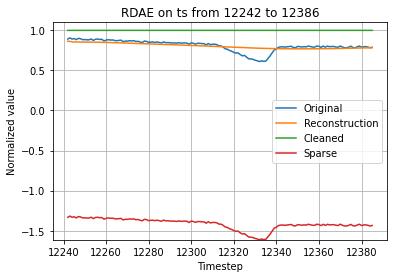 RDAE on ts from 12242 to 12386
Normalized value
1.0
0.5
0.0
−0.5
−1.0
−1.5
Original
Reconstruction
Cleaned
Sparse
12240 12260 12280 12300 12320 12340 12360 12380
Timestep